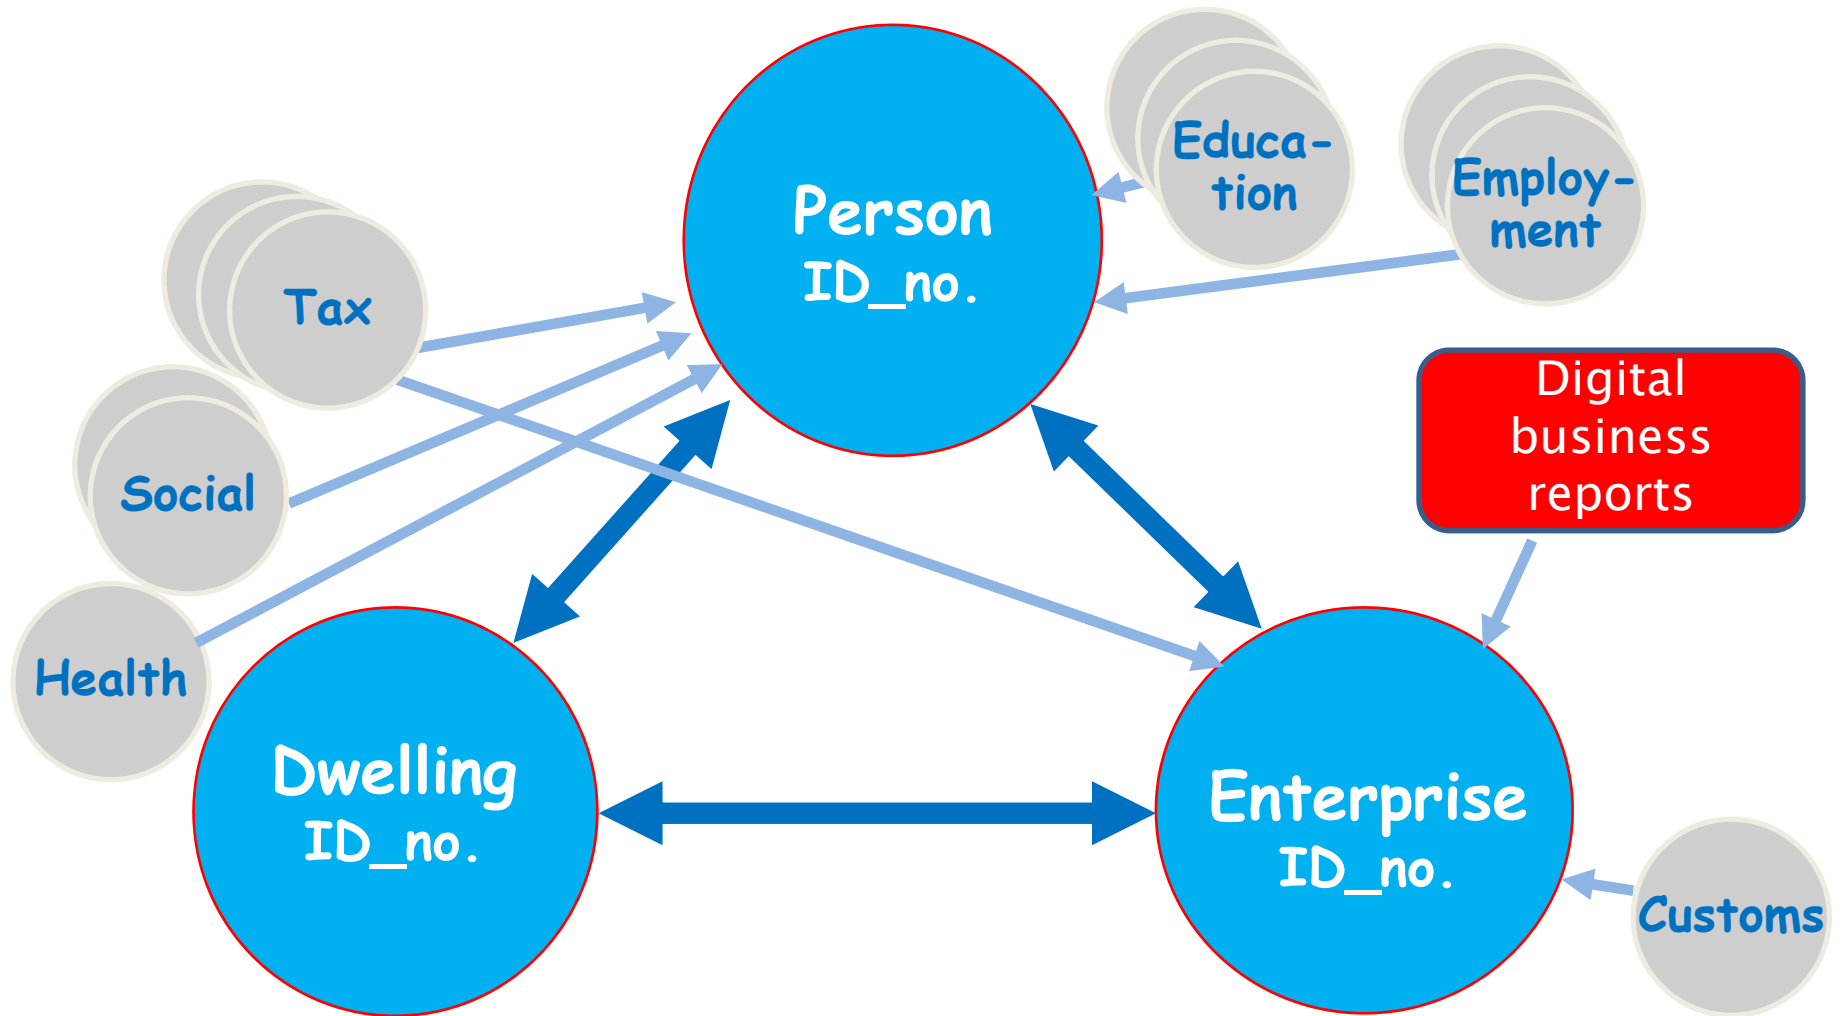 Person
ID_no.
Educa-
tion
Employ-
ment
Tax
Social
Health
Digital
business
reports
Dwelling
ID_no.
Enterprise
ID_no.
Customs